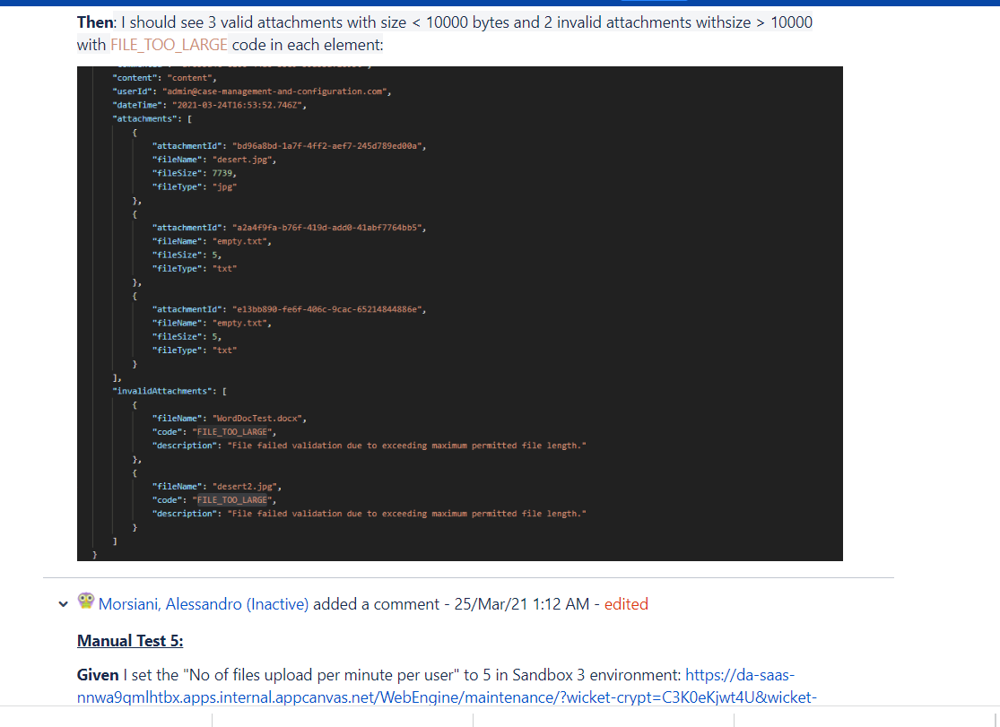 Then: I should see 3 valid attachments with size < 10000 bytes and 2 invalid attachments withsize > 10000
with FILE_TOO_LARGE code in each element:
"content": "content",
"userId": "admin@case-management-and-configuration.com",
"dateTime": "2021-03-24T16:53:52.746Z",
"attachments": [
{
"attachmentId": "bd96a8bd-1a7f-4ff2-aef7-245d789ed00a",
"fileName": "desert.jpg",
"fileSize": 7739,
"fileType": "jpg"
},
{
"attachmentId": "a2a4f9fa-b76f-419d-add0-41abf7764bb5",
"fileName": "empty.txt",
"fileSize": 5,
"fileType": "txt"
},
{
"attachmentId": "e13bb890-fe6f-406c-9cac-65214844886e",
"fileName": "empty.txt",
"fileSize": 5,
"fileType": "txt"
}
],
"invalidAttachments": [
{
"fileName": "WordDocTest.docx",
"code": "FILE_TOO_LARGE",
"description": "File failed validation due to exceeding maximum permitted file length."
},
{
"fileName": "desert2.jpg",
"code": "FILE_TOO_LARGE",
"description": "File failed validation due to exceeding maximum permitted file length."
}
]
}
Morsiani, Alessandro (Inactive) added a comment - 25/Mar/21 1:12 AM - edited
Manual Test 5:
Given I set the "No of files upload per minute per user" to 5 in Sandbox 3 environment: https://da-saas-
nnwa9qmlhtbx.apps.internal.appcanvas.net/WebEngine/maintenance/?wicket-crypt=C3K0eKjwt4U&wicket-